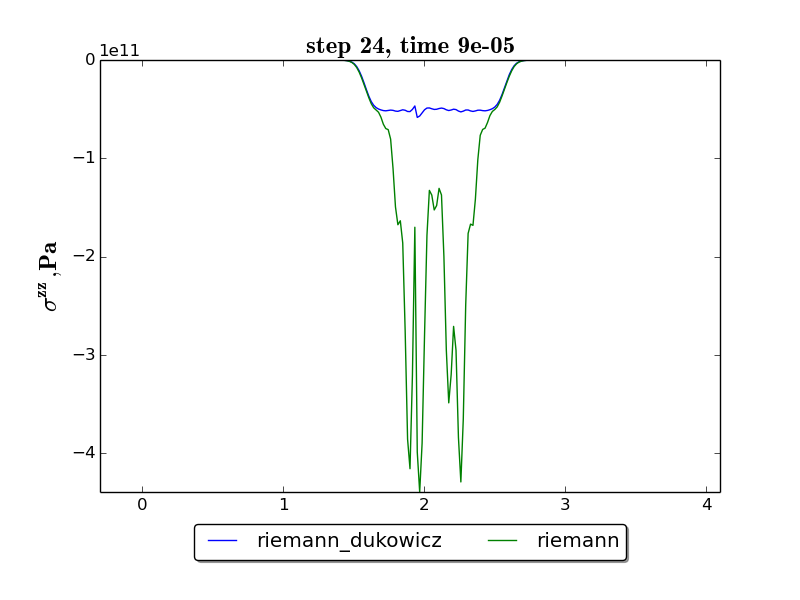 step 24, time 9e-05
1e11
0
−1
−2
−3
−4
σ^zz ,Pa
0 1 2 3 4
riemann_dukowicz riemann